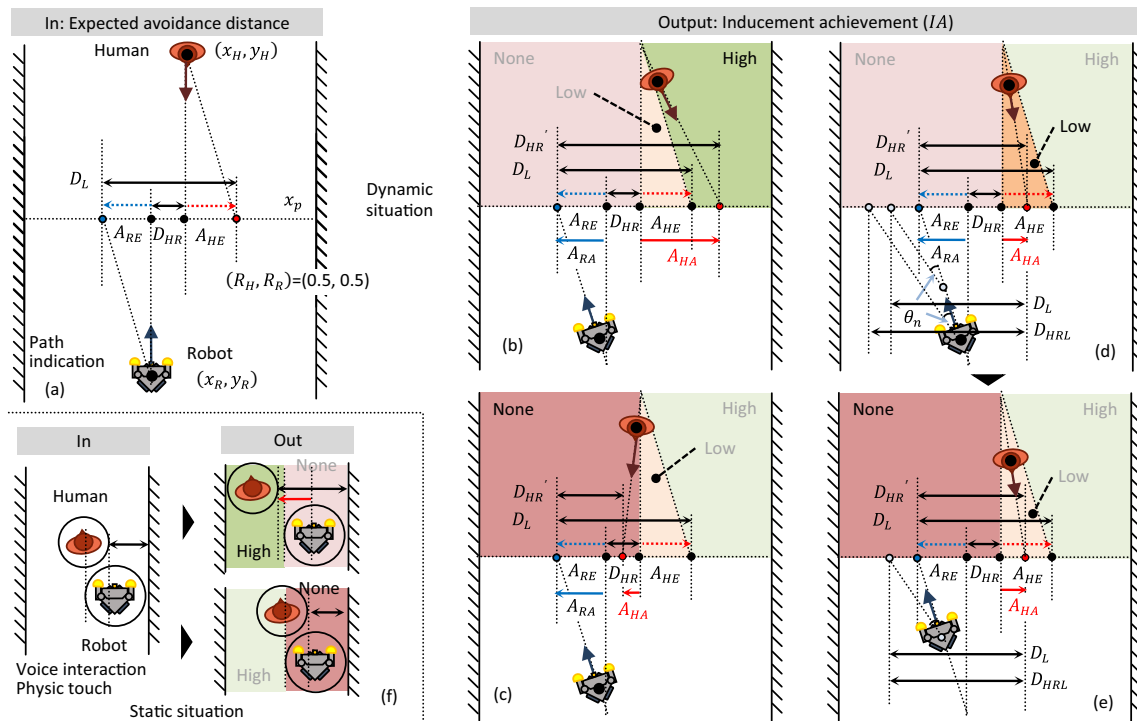 In: Expected avoidance distance
Human
(x_H, y_H)
D_L
x_p
A_RE
D_HR
A_HE
(R_H, R_R)=(0.5, 0.5)
Path
indication
Robot
(x_R, y_R)
(a)
Dynamic
situation
Output: Inducement achievement (IA)
None
High
Low
D_HR'
D_L
A_RE
D_HR
A_HE
A_RA
A_HA
(b)
None
High
Low
D_HR'
D_L
A_RE
D_HR
A_HE
A_RA
A_HA
D_L
θ_n
D_HRL
(d)
None
High
Low
D_HR'
D_L
A_RE
D_HR
A_HE
A_RA
A_HA
(c)
None
High
Low
D_HR'
D_L
A_RE
D_HR
A_HE
A_HA
D_L
D_HRL
(e)
In
Out
Human
Robot
Voice interaction
Physic touch
None
High
None
High
(f)
Static situation